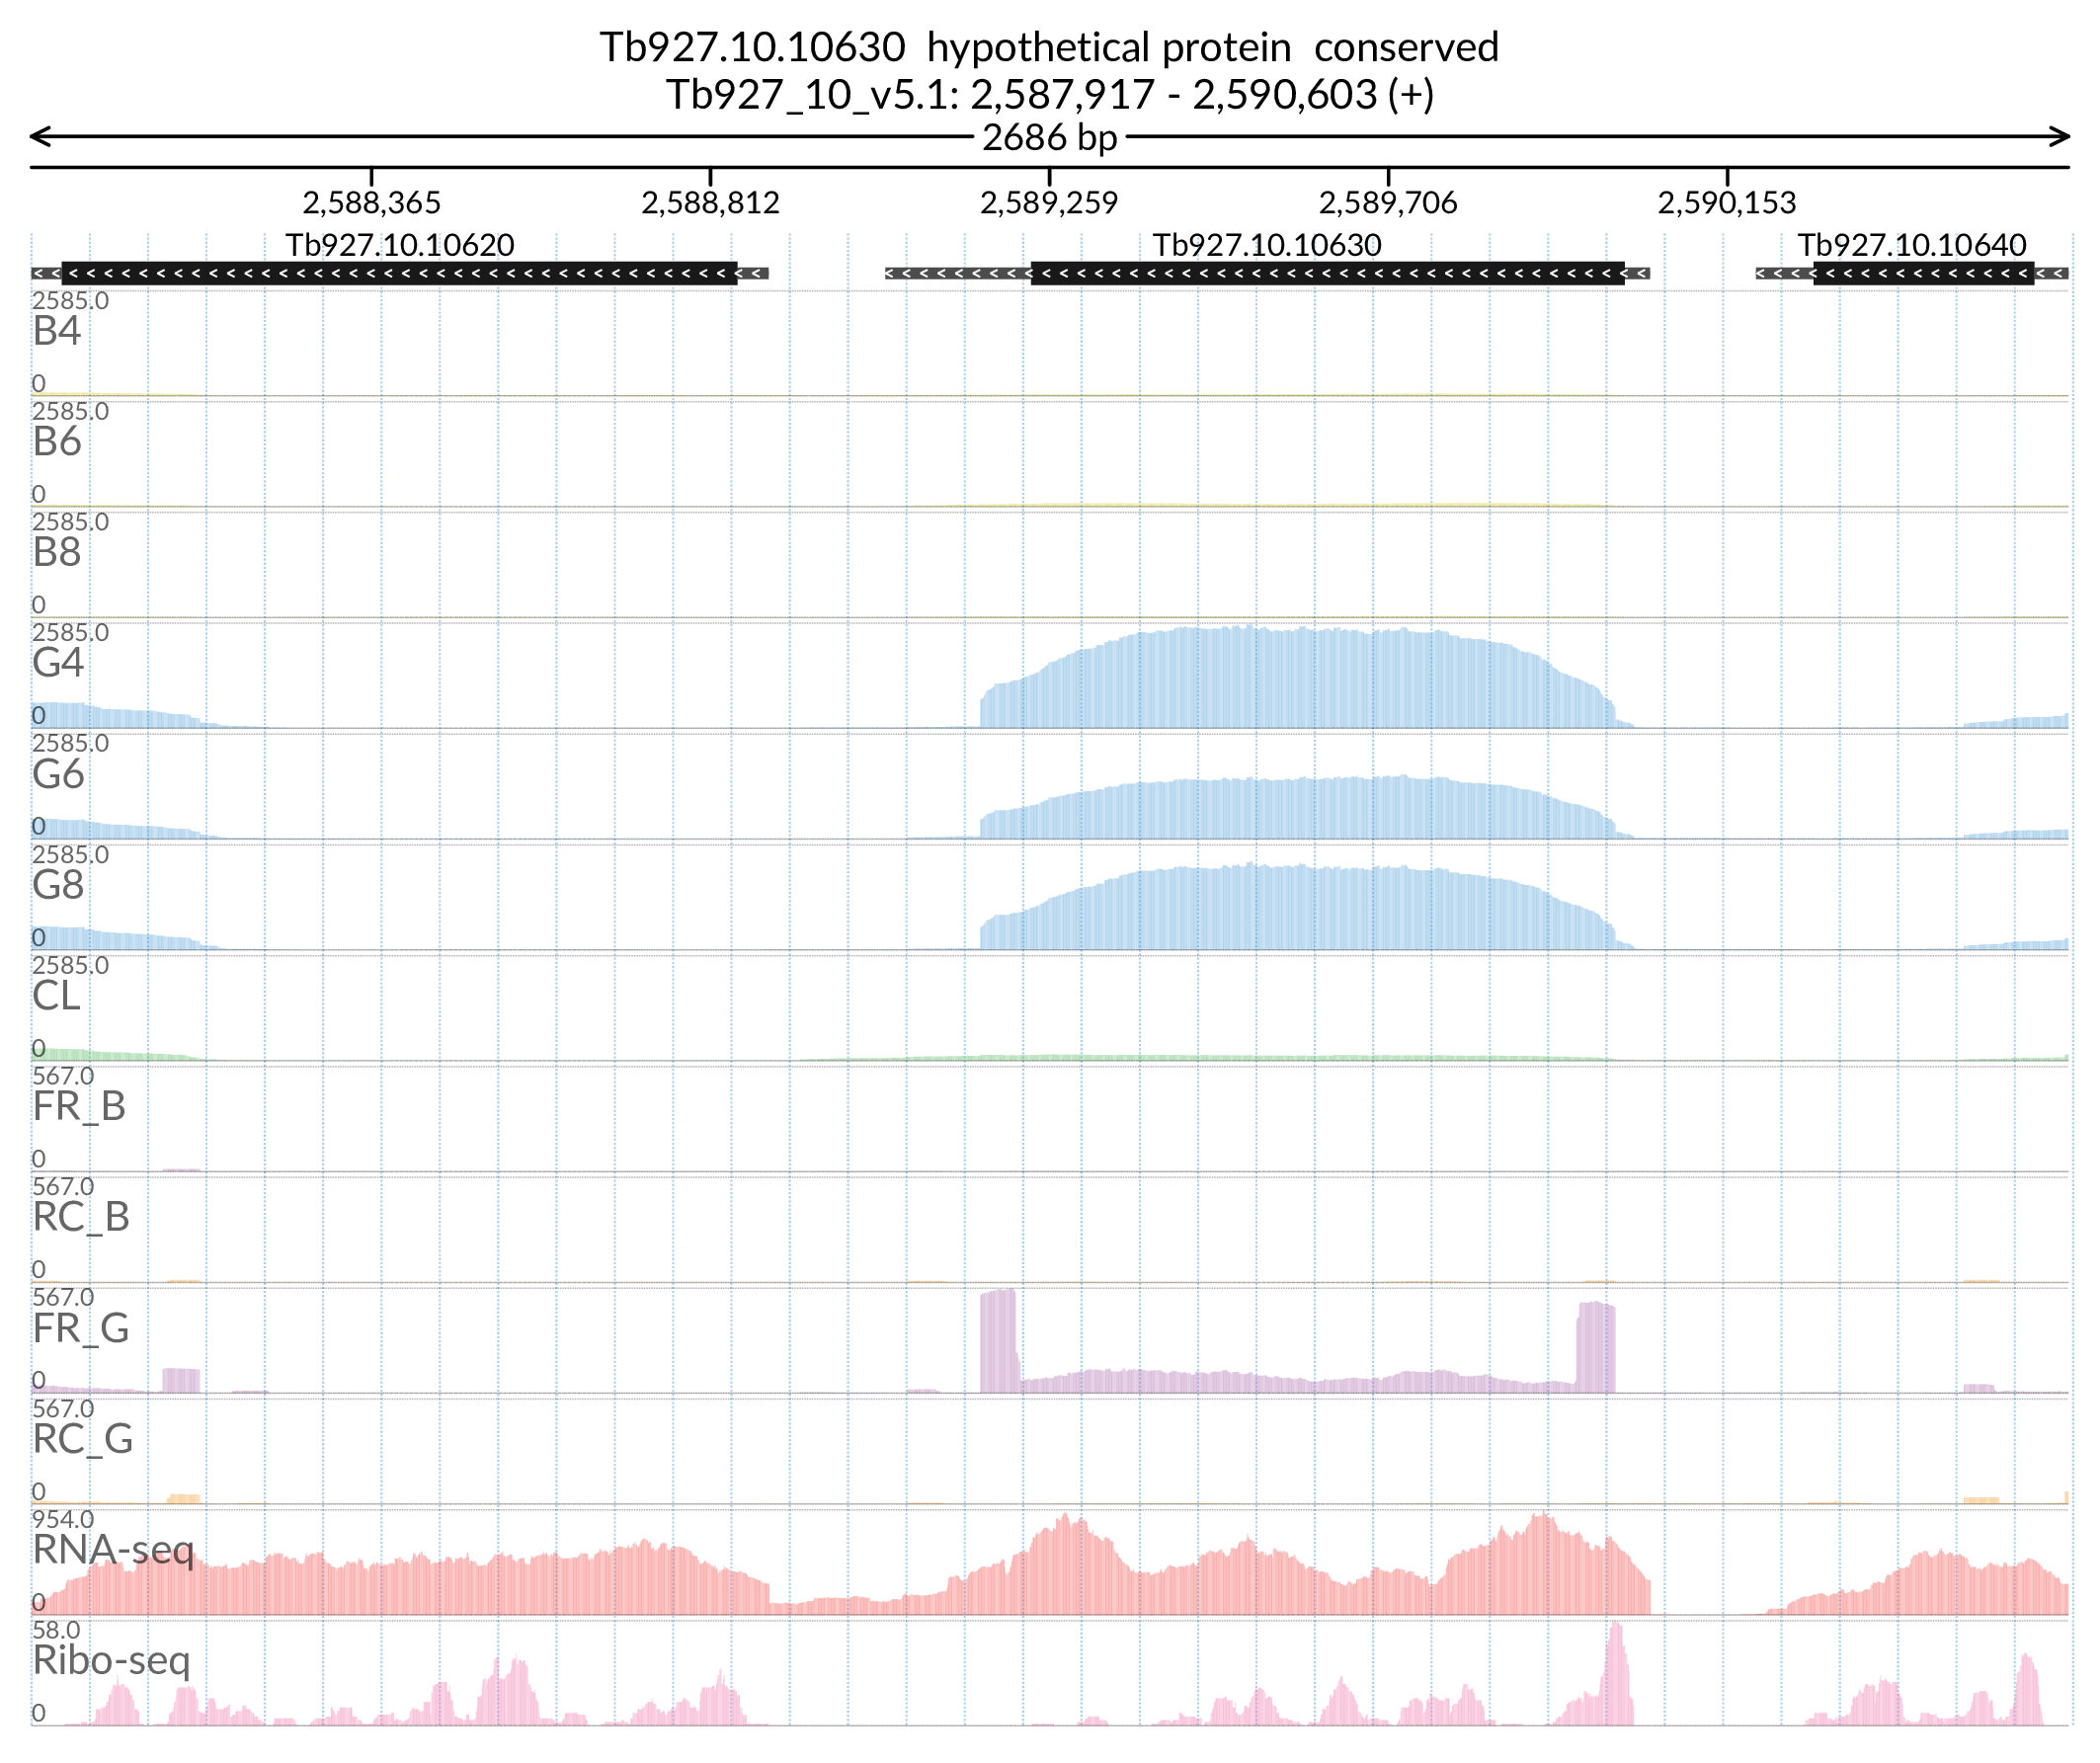 Tb927.10.10630 hypothetical protein conserved
Tb927_10_v5.1: 2,587,917 - 2,590,603 (+)
2686 bp
2,588,365 2,588,812 2,589,259 2,589,706 2,590,153
Tb927.10.10620 Tb927.10.10630 Tb927.10.10640
2585.0
B4
0
2585.0
B6
0
2585.0
B8
0
2585.0
G4
0
2585.0
G6
0
2585.0
G8
0
2585.0
CL
0
567.0
FR_B
0
567.0
RC_B
0
567.0
FR_G
0
567.0
RC_G
0
954.0
RNA-seq
0
58.0
Ribo-seq
0